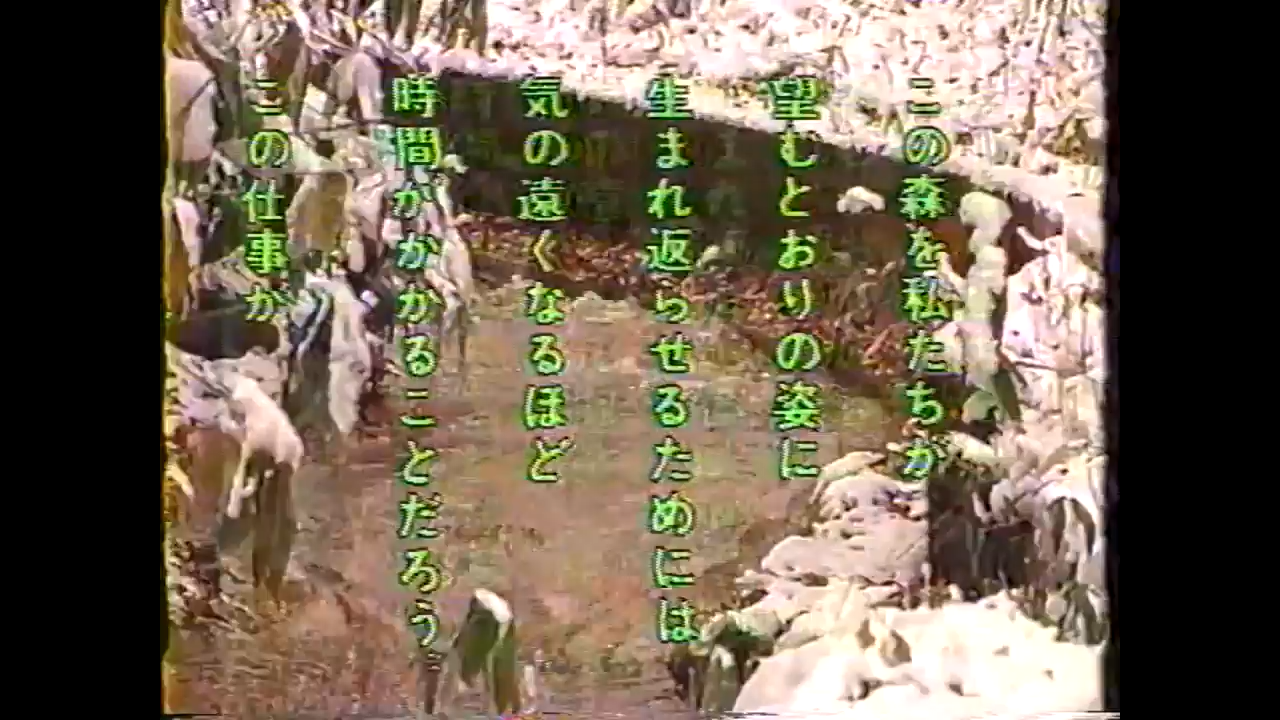 この森を私たちが
望むとおりの姿に
生まれ返らせるためには
気の遠くなるほど
時間がかかることだろう。
この仕事が